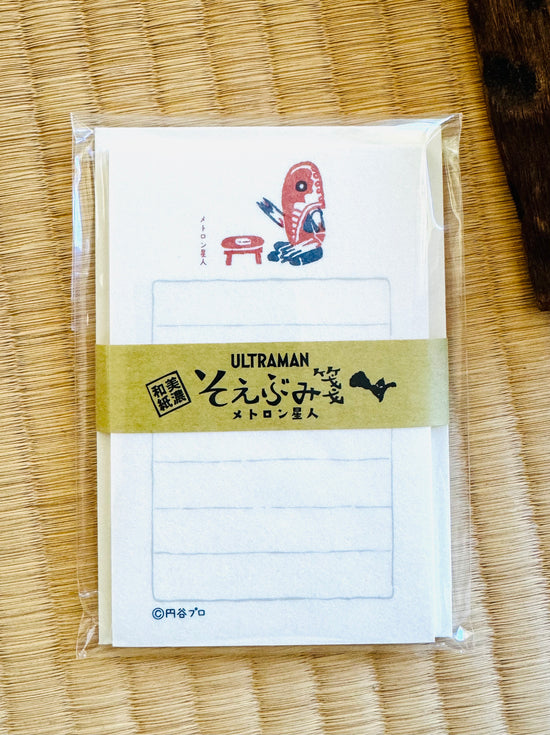 メトロン星人
ULTRAMAN
美濃和紙
そえぶみ箋
メトロン星人
©円谷プロ